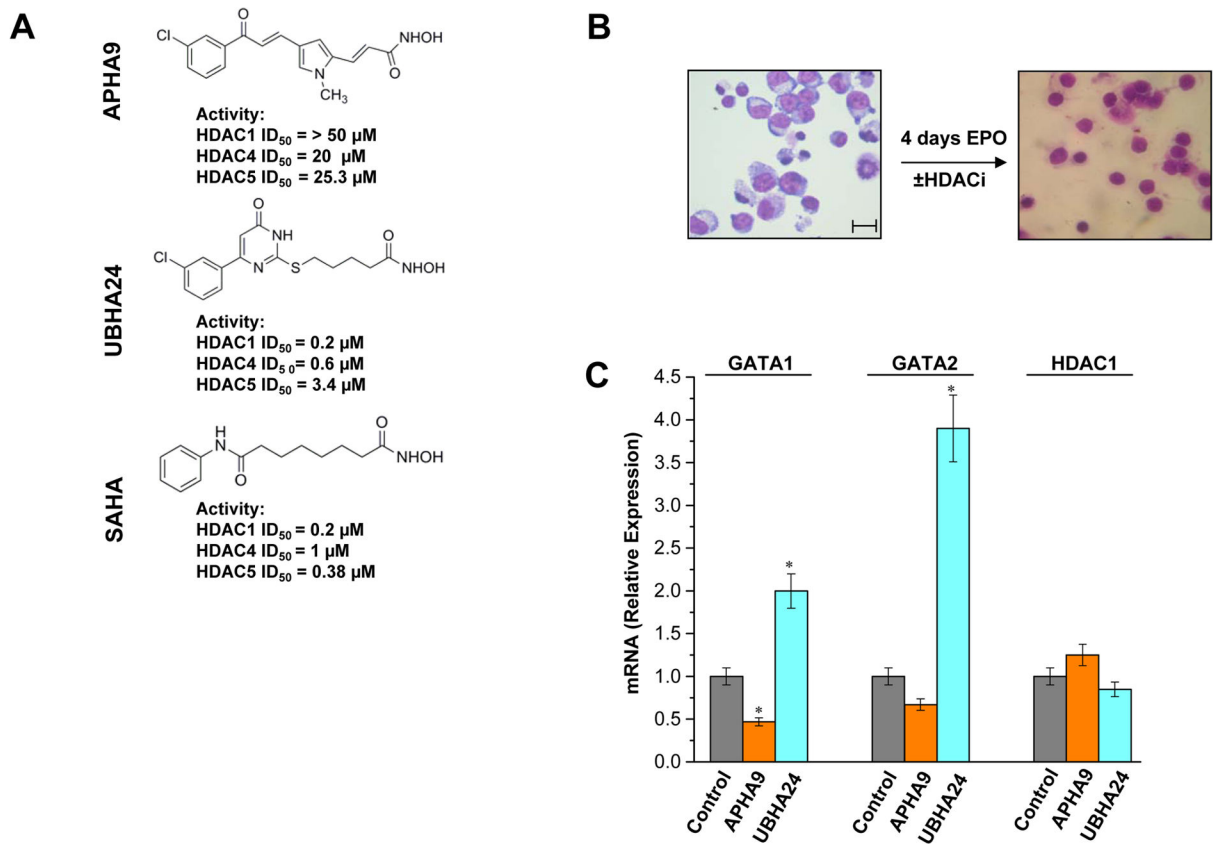 A
APHA9
Cl
O
N
CH3
O
NHOH
Activity:
HDAC1 ID50 = > 50 µM
HDAC4 ID50 = 20 µM
HDAC5 ID50 = 25.3 µM
UBHA24
O
NH
N
S
Cl
O
NHOH
Activity:
HDAC1 ID50 = 0.2 µM
HDAC4 ID5 0= 0.6 µM
HDAC5 ID50 = 3.4 µM
SAHA
H
N
O
O
NHOH
Activity:
HDAC1 ID50 = 0.2 µM
HDAC4 ID50 = 1 µM
HDAC5 ID50 = 0.38 µM
B
4 days EPO
±HDACi
C
GATA1 GATA2 HDAC1
mRNA (Relative Expression)
4.5
4.0
3.5
3.0
2.5
2.0
1.5
1.0
0.5
0.0
* * *
Control APHA9 UBHA24 Control APHA9 UBHA24 Control APHA9 UBHA24